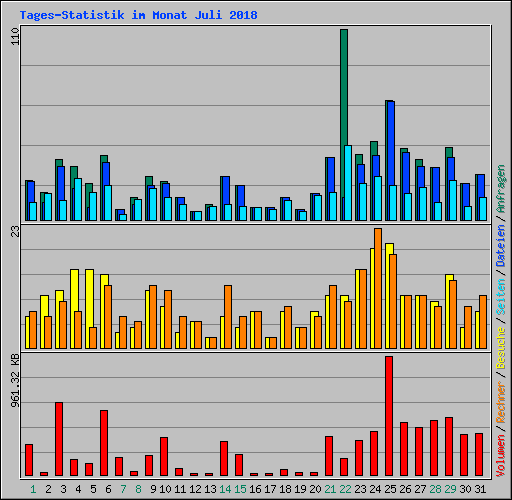 Tages-Statistik im Monat Juli 2018
110
23
961.32 KB
Volumen / Rechner / Besuche / Seiten / Dateien / Anfragen
1 2 3 4 5 6 7 8 9 10 11 12 13 14 15 16 17 18 19 20 21 22 23 24 25 26 27 28 29 30 31